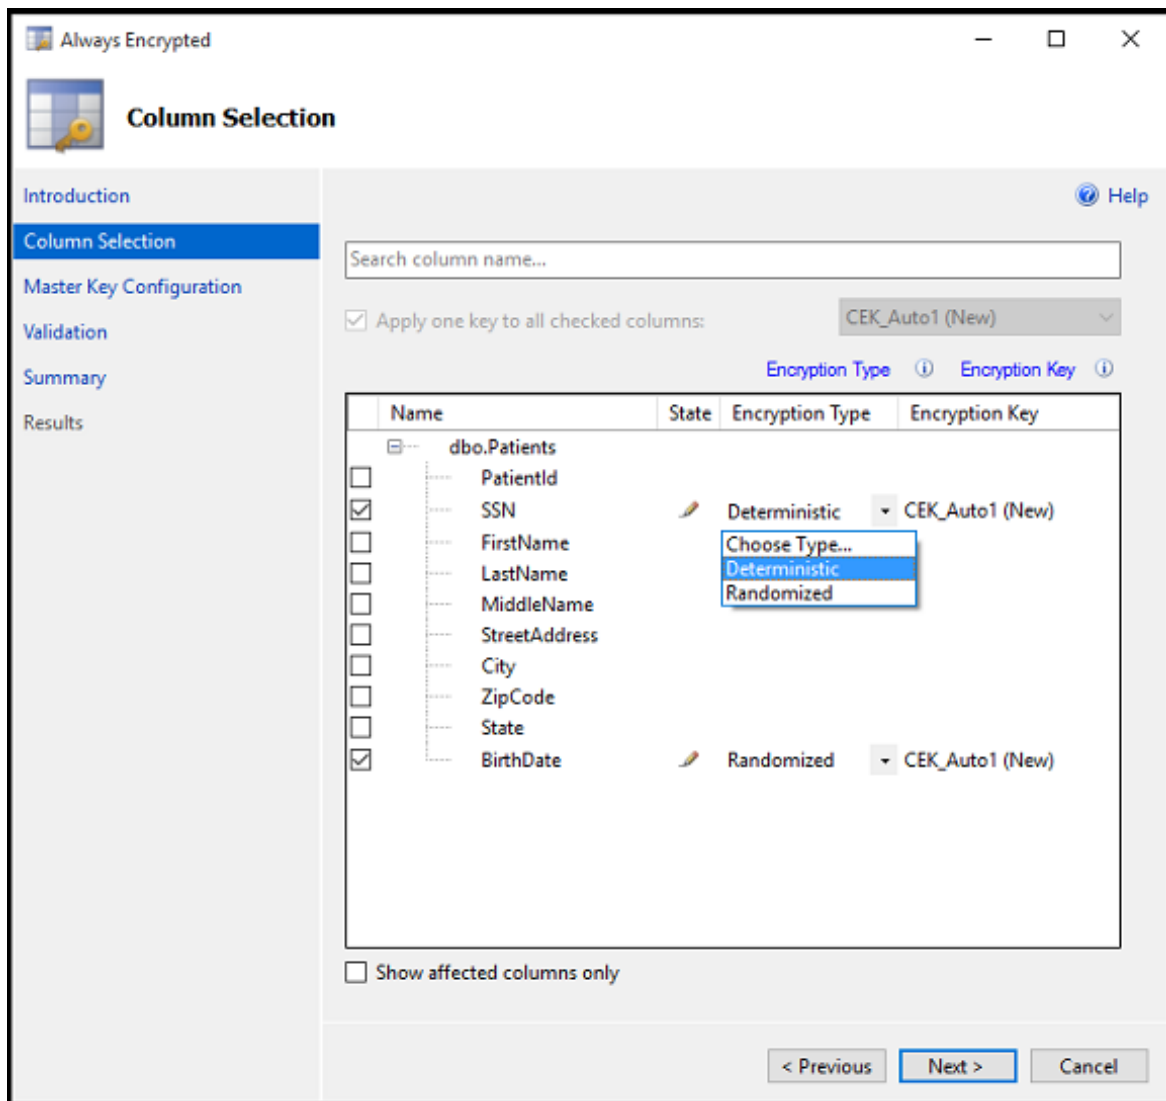 Always Encrypted
Column Selection
Introduction
Help
Column Selection
Search column name...
Master Key Configuration
Apply one key to all checked columns:
CEK_Auto1 (New)
Validation
Encryption Type
Encryption Key
Summary
Name State Encryption Type Encryption Key
Results
dbo.Patients
PatientId
SSN Deterministic CEK_Auto1 (New)
FirstName
Choose Type...
LastName
Deterministic
MiddleName
Randomized
StreetAddress
City
ZipCode
State
BirthDate Randomized CEK_Auto1 (New)
Show affected columns only
< Previous Next > Cancel